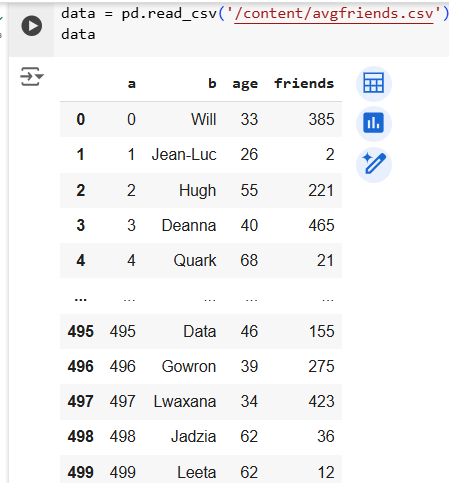 data = pd.read_csv('/content/avgfriends.csv')
data
a b age friends
0 0 Will 33 385
1 1 Jean-Luc 26 2
2 2 Hugh 55 221
3 3 Deanna 40 465
4 4 Quark 68 21
... ... ... ... ...
495 495 Data 46 155
496 496 Gowron 39 275
497 497 Lwaxana 34 423
498 498 Jadzia 62 36
499 499 Leeta 62 12